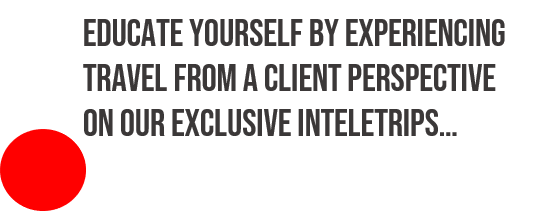 EDUCATE YOURSELF BY EXPERIENCING
TRAVEL FROM A CLIENT PERSPECTIVE
ON OUR EXCLUSIVE INTELETRIPS...